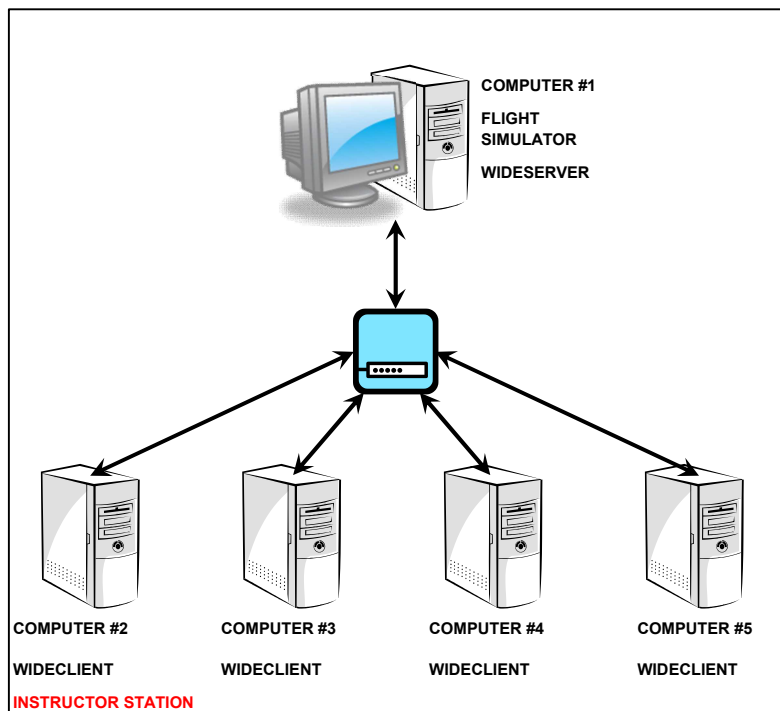 COMPUTER #1
FLIGHT
SIMULATOR
WIDESERVER
COMPUTER #2
WIDECLIENT
INSTRUCTOR STATION
COMPUTER #3
WIDECLIENT
COMPUTER #4
WIDECLIENT
COMPUTER #5
WIDECLIENT